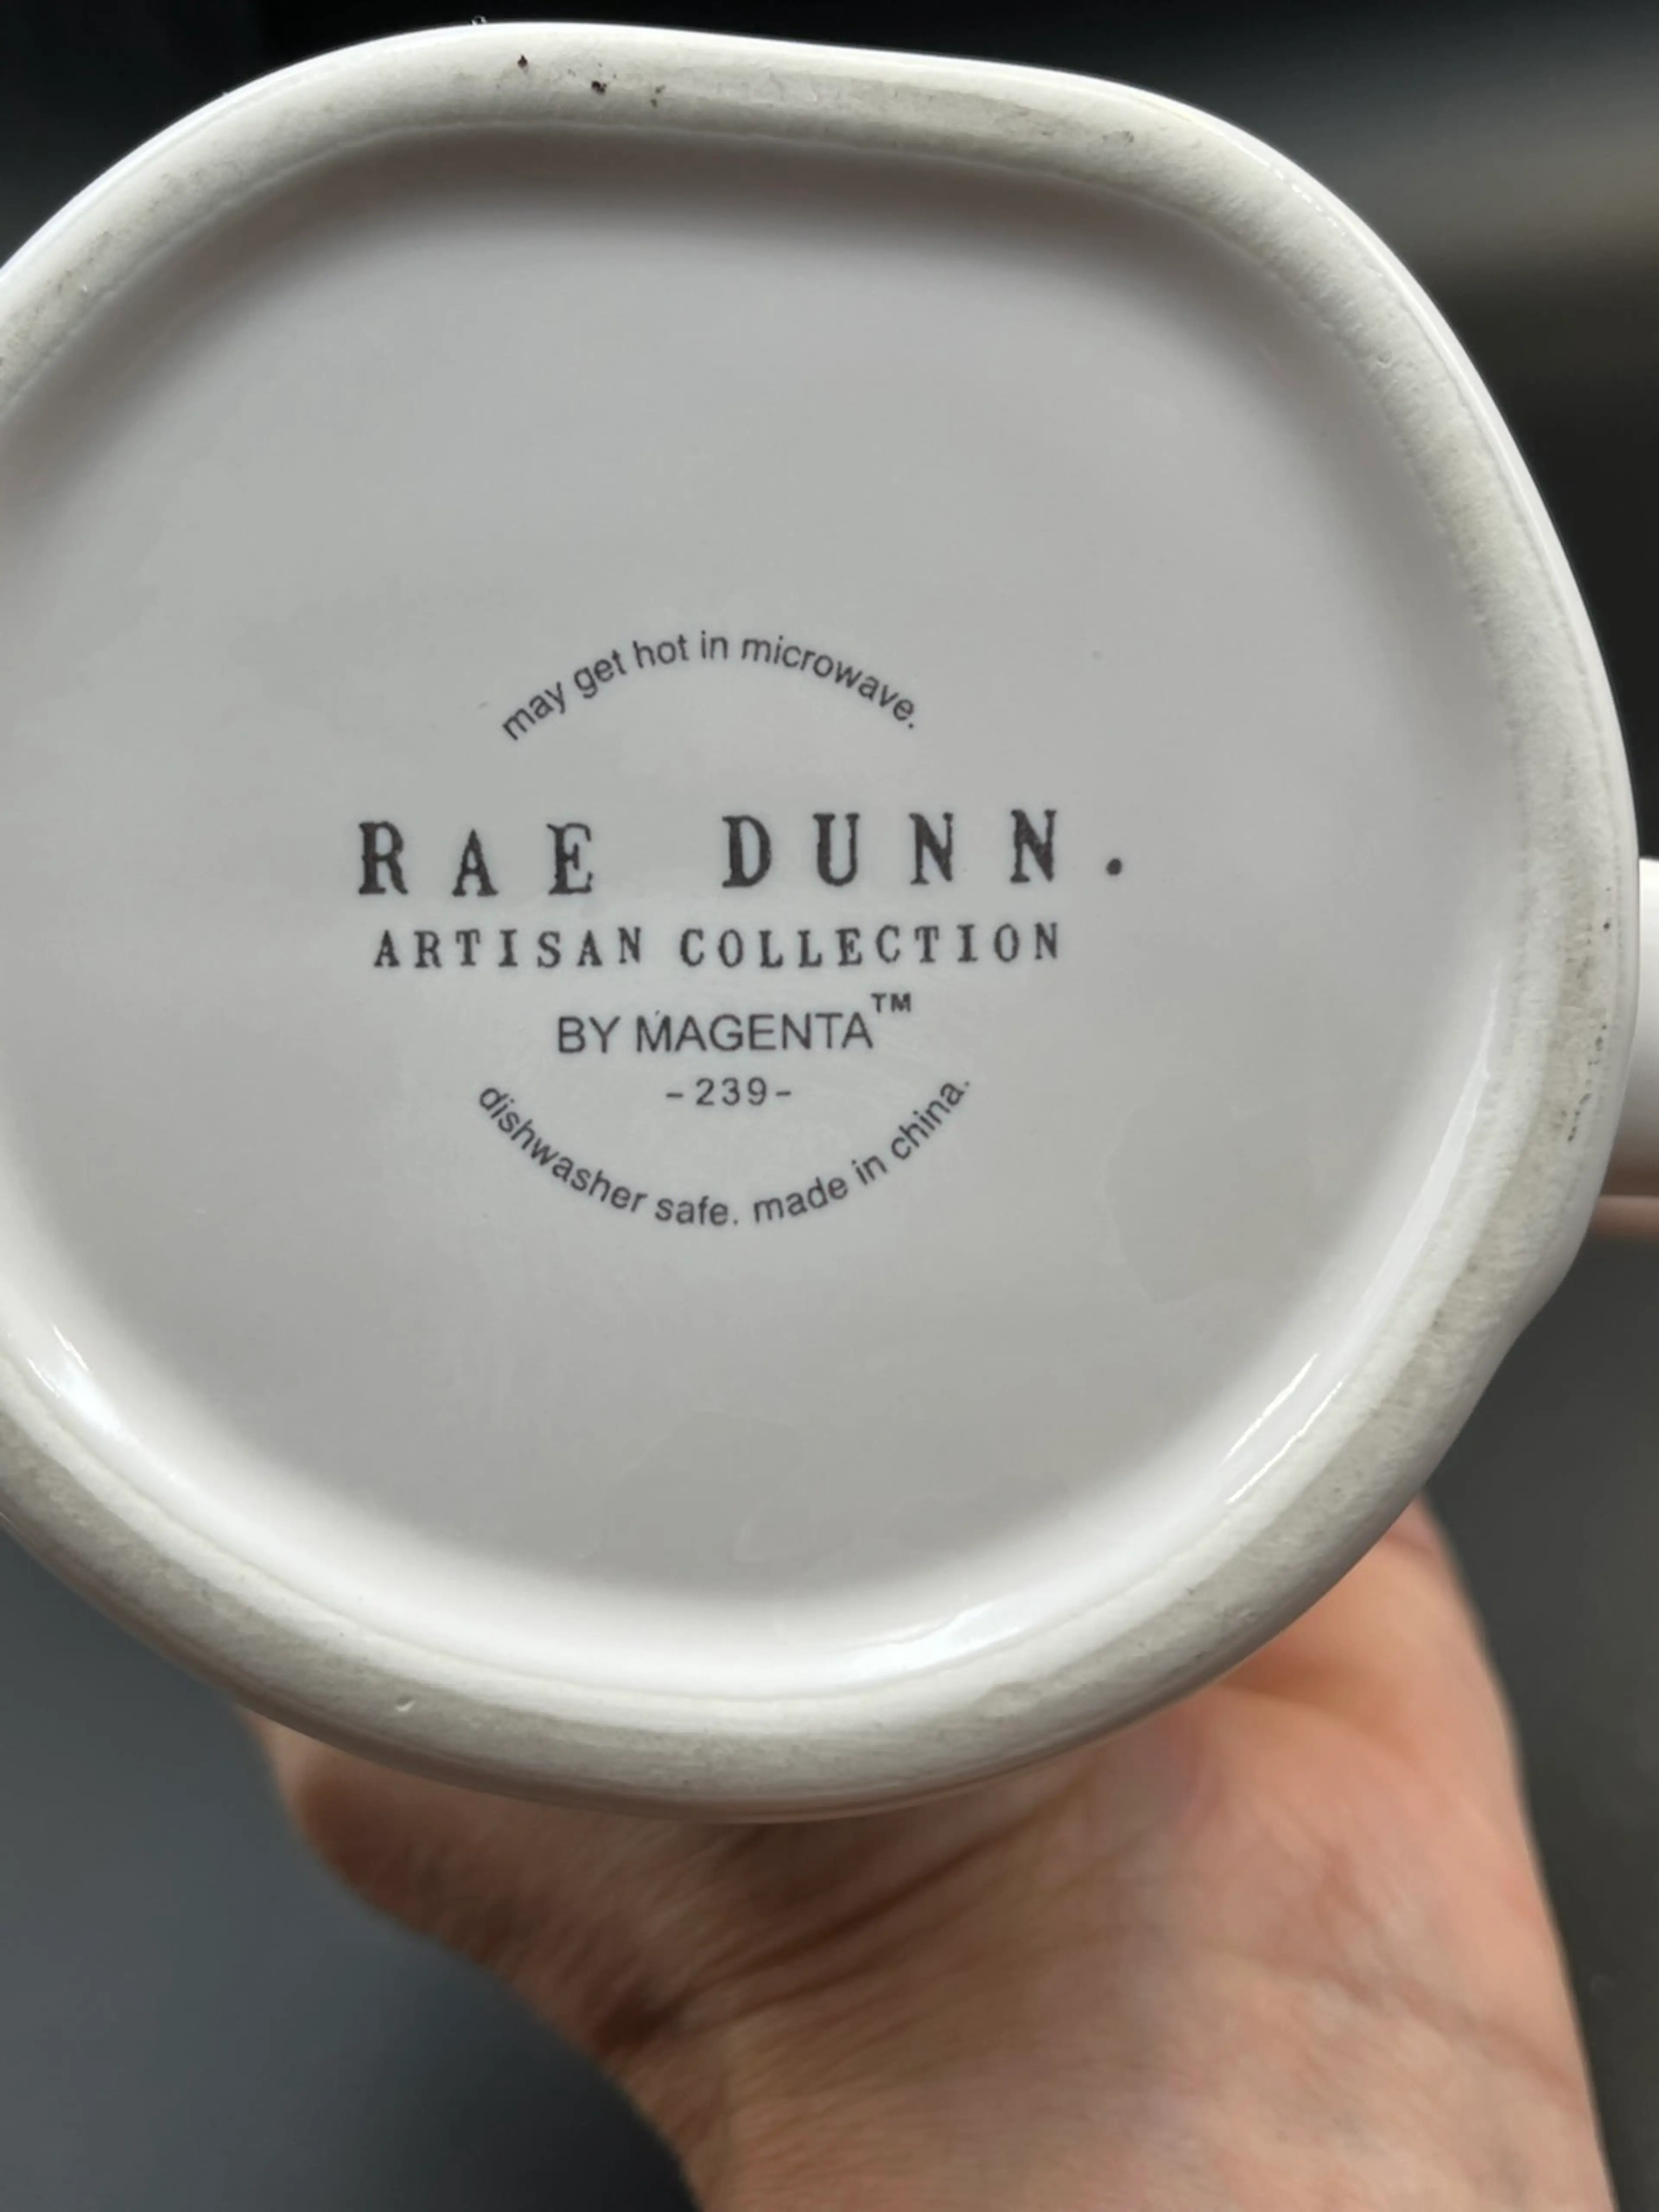 may get hot in microwave.
RAE DUNN.
ARTISAN COLLECTION
BY MAGENTA™
-239-
dishwasher safe. made in china.